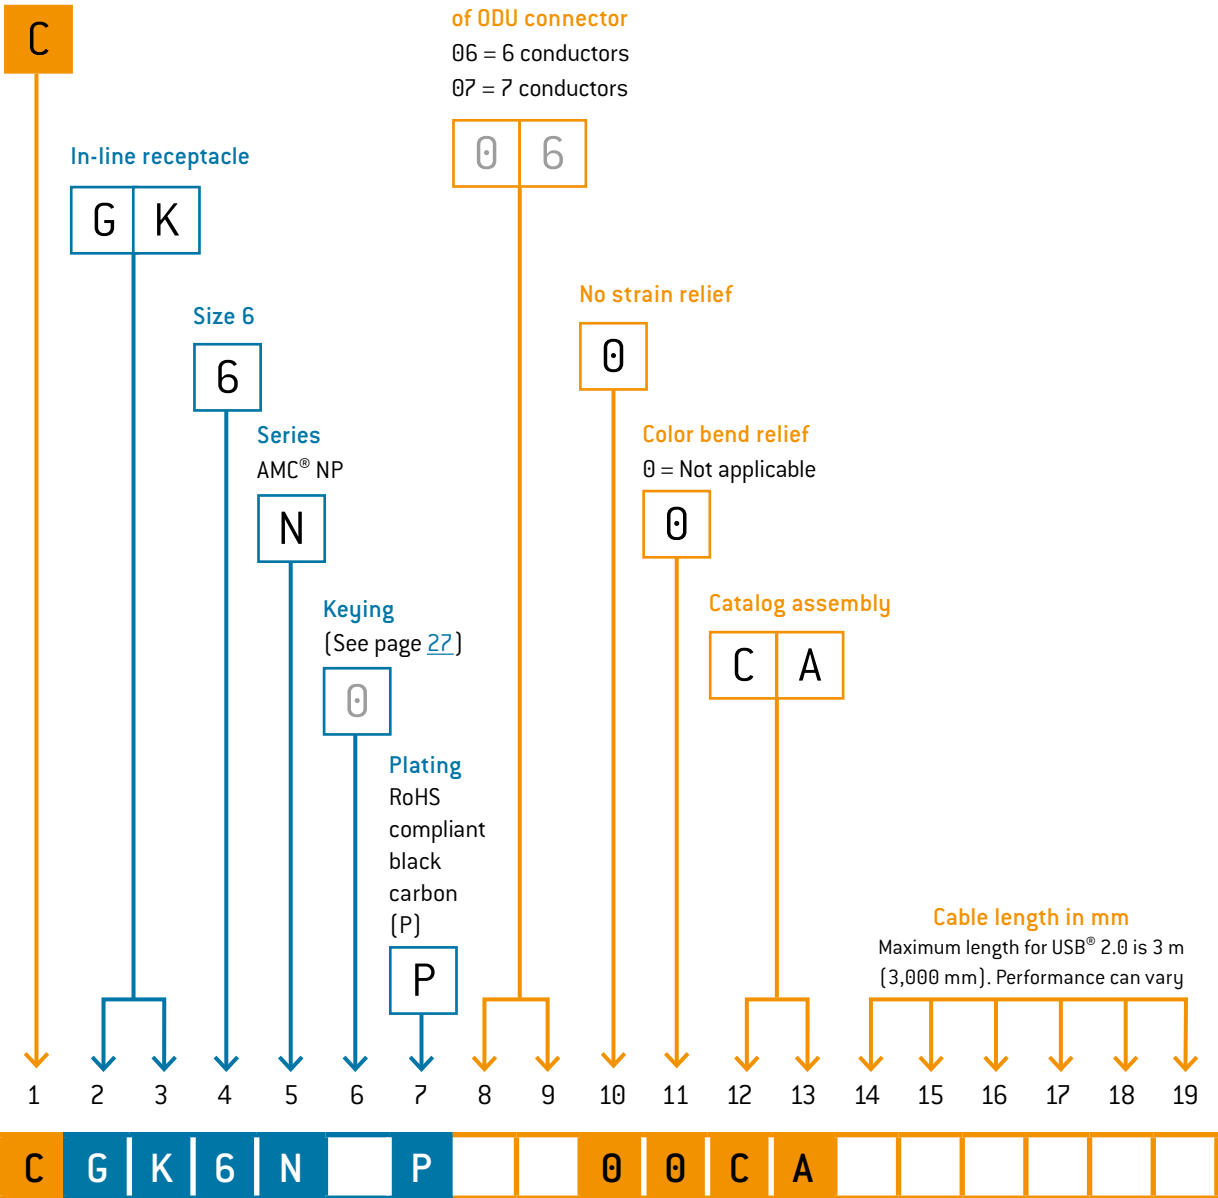 C
of ODU connector
06 = 6 conductors
07 = 7 conductors
0 6
In-line receptacle
G K
No strain relief
0
Size 6
6
Color bend relief
0 = Not applicable
0
Series
AMC® NP
N
Catalog assembly
C A
Keying
(See page 27)
0
Plating
RoHS
compliant
black
carbon
(P)
P
Cable length in mm
Maximum length for USB® 2.0 is 3 m
(3,000 mm). Performance can vary
1 2 3 4 5 6 7 8 9 10 11 12 13 14 15 16 17 18 19
C G K 6 N P 0 0 C A